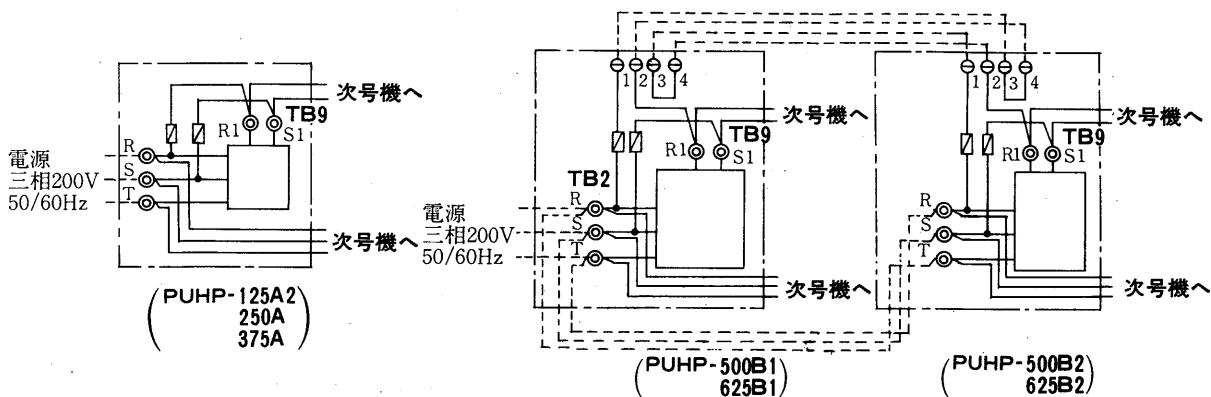 次号機へ
TB9
R1
S1
R
電源
S
三相200V
T
50/60Hz
次号機へ
PUHP-125A2
250A
375A
1
2
3
4
次号機へ
TB9
R1
S1
TB2
R
電源
S
三相200V
T
50/60Hz
次号機へ
PUHP-500B1
625B1
1
2
3
4
次号機へ
TB9
R1
S1
R
S
T
次号機へ
PUHP-500B2
625B2